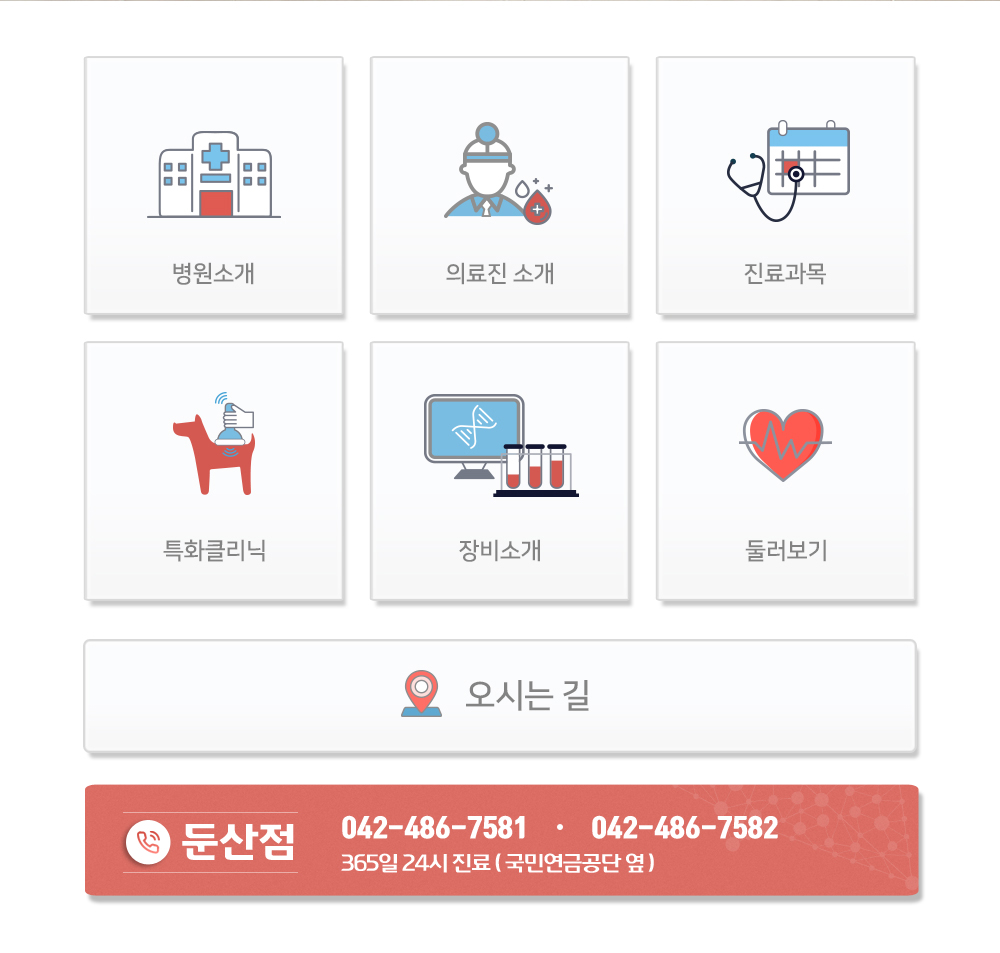 병원소개
의료진 소개
진료과목
특화클리닉
장비소개
둘러보기
오시는 길
둔산점
042-486-7581 · 042-486-7582
365일 24시 진료 ( 국민연금공단 옆 )